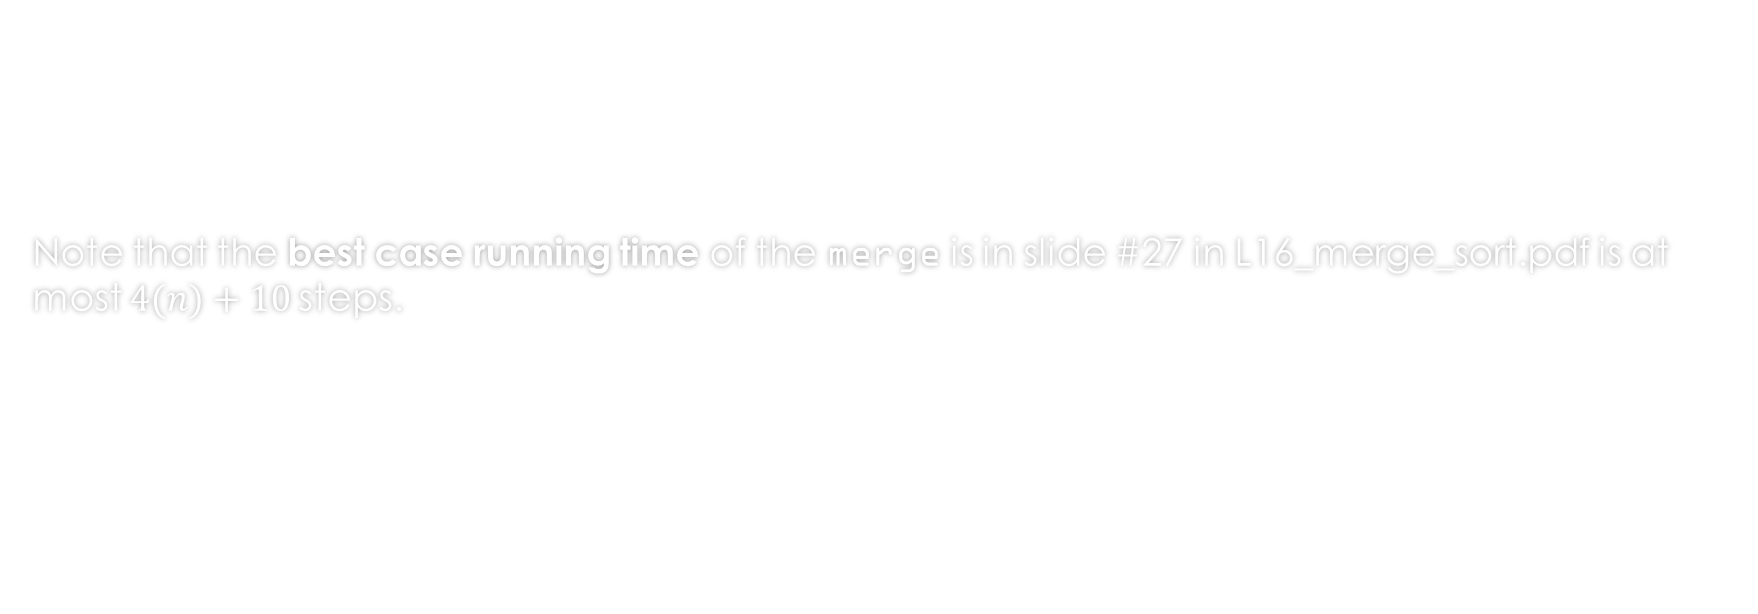 Note that the best case running time of the merge is in slide #27 in L16_merge_sort.pdf is at
most 4(n) + 10 steps.